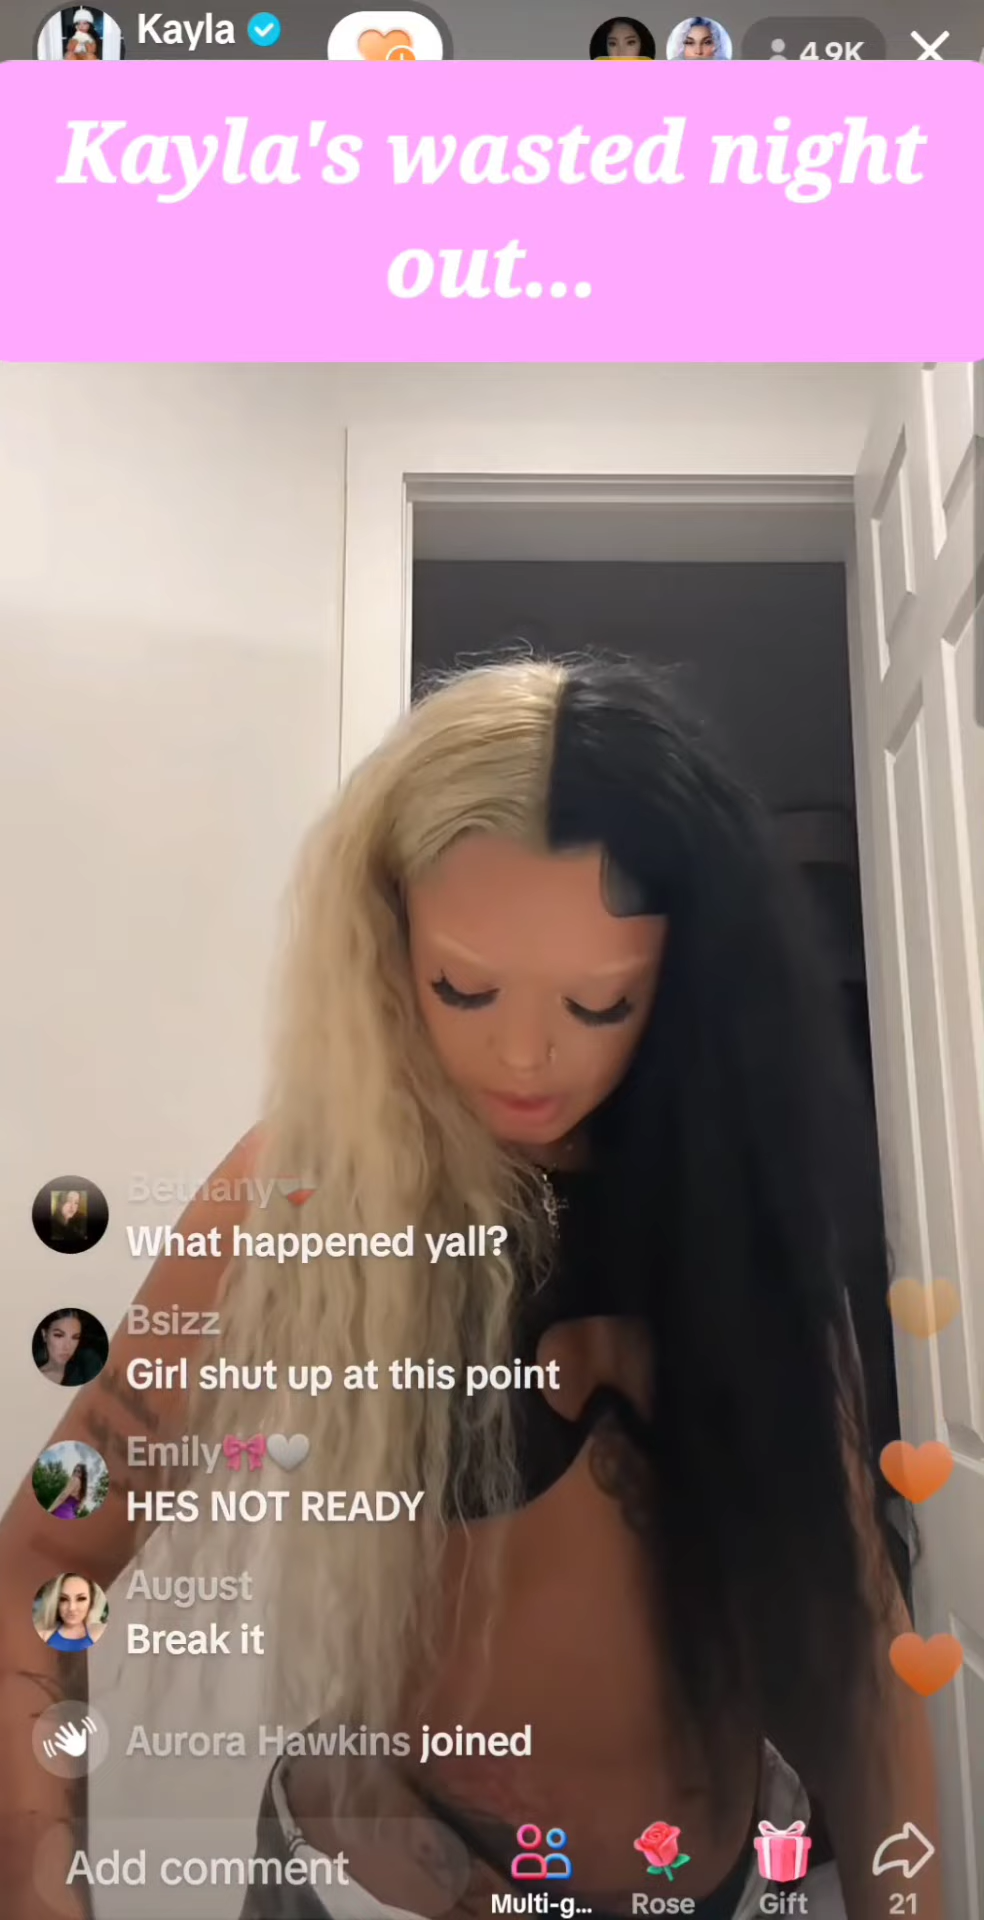 Kayla
4.9K
Kayla's wasted night
out...
Bethany
What happened yall?
Bsizz
Girl shut up at this point
Emily🎀🤍
HES NOT READY
August
Break it
Aurora Hawkins joined
Add comment
Multi-g...
Rose
Gift
21